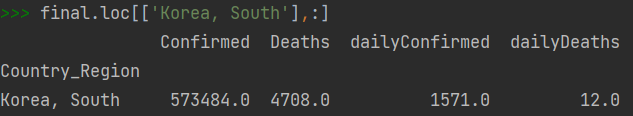 >>> final.loc[['Korea, South'],:]
Confirmed Deaths dailyConfirmed dailyDeaths
Country_Region
Korea, South 573484.0 4708.0 1571.0 12.0